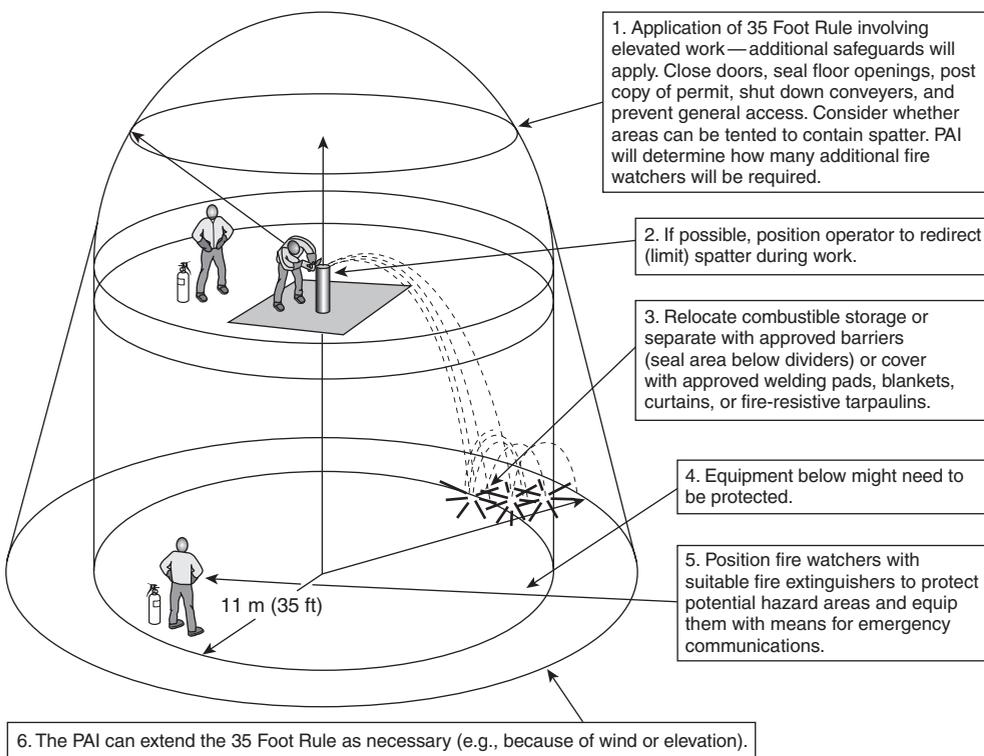 1. Application of 35 Foot Rule involving
elevated work—additional safeguards will
apply. Close doors, seal floor openings, post
copy of permit, shut down conveyers, and
prevent general access. Consider whether
areas can be tented to contain spatter. PAI
will determine how many additional fire
watchers will be required.
2. If possible, position operator to redirect
(limit) spatter during work.
3. Relocate combustible storage or
separate with approved barriers
(seal area below dividers) or cover
with approved welding pads, blankets,
curtains, or fire-resistive tarpaulins.
4. Equipment below might need to
be protected.
5. Position fire watchers with
suitable fire extinguishers to protect
potential hazard areas and equip
them with means for emergency
communications.
11 m (35 ft)
6. The PAI can extend the 35 Foot Rule as necessary (e.g., because of wind or elevation).